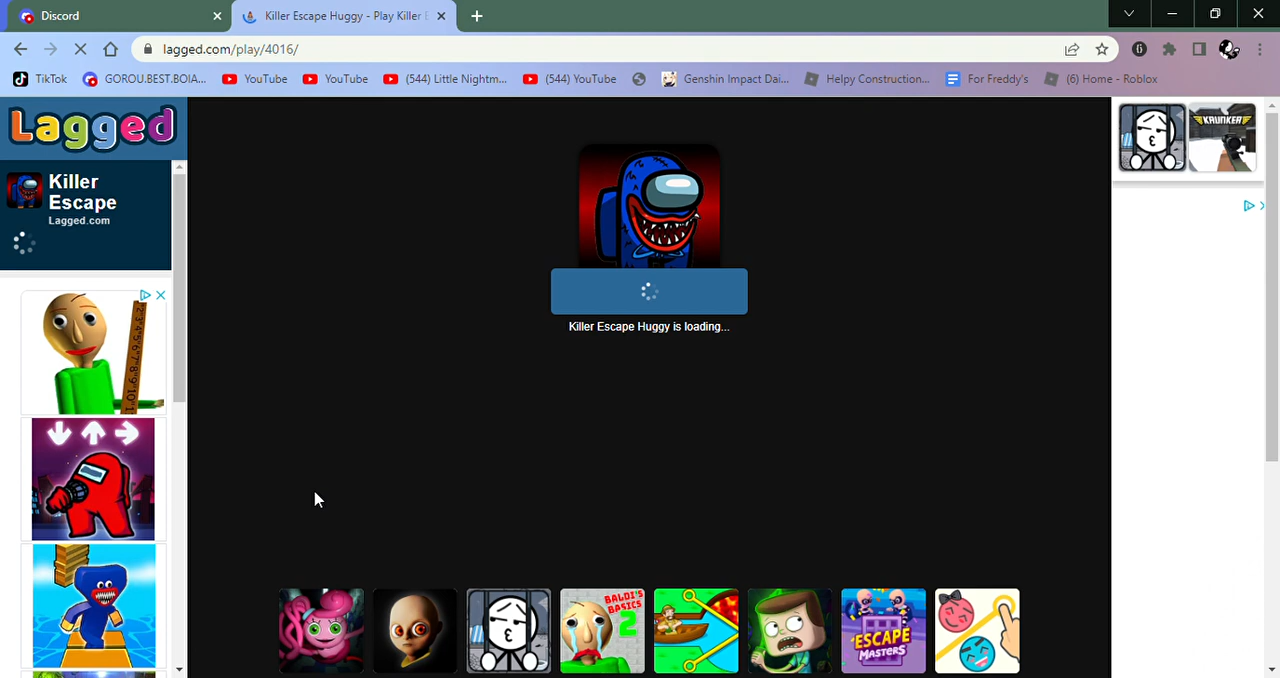 Discord
Killer Escape Huggy - Play Killer E
lagged.com/play/4016/
TikTok
GOROU.BEST.BOIA...
YouTube
YouTube
(544) Little Nightm...
(544) YouTube
Genshin Impact Dai...
Helpy Construction...
For Freddy's
(6) Home - Roblox
Lagged
Killer
Escape
Lagged.com
KRUNKER
Killer Escape Huggy is loading...
BALDI'S
BASICS
2
ESCAPE
MASTERS